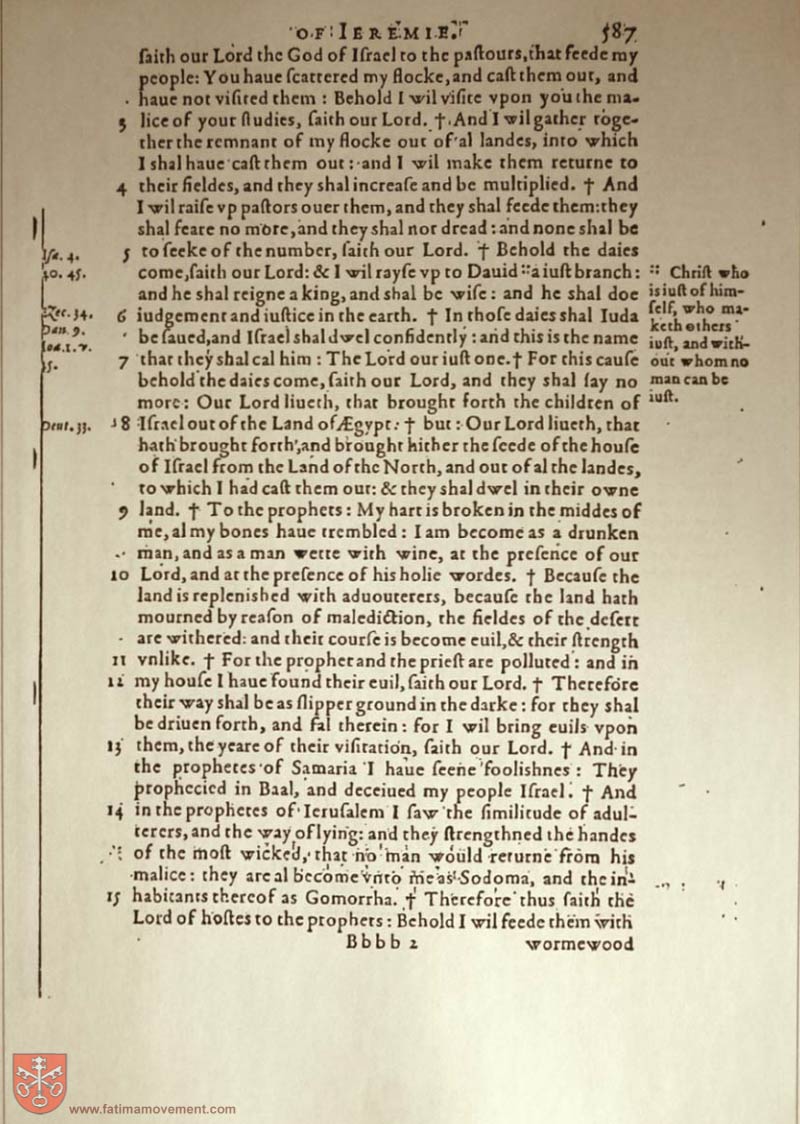 OF IEREMIE. 587
ſaith our Lord the God of Iſrael to the paſtours, that feede my
people: You haue ſcattered my flocke, and caſt them out, and
haue not viſited them : Behold I wil viſite vpon you the ma-
3 lice of your ſtudies, ſaith our Lord. † And I wil gather toge-
ther the remnant of my flocke out of al landes, into which
I shal haue caſt them out : and I wil make them returne to
4 their fieldes, and they shal increaſe and be multiplied. † And
I wil raiſe vp paſtors ouer them, and they shal feede them: they
shal feare no more, and they shal not dread : and none shal be
Iſa. 4. 5 to ſeeke of the number, ſaith our Lord. † Behold the daies
40. 45. come, ſaith our Lord: & I wil rayſe vp to Dauid :: a iuſt branch: :: Chriſt who
and he shal reigne a king, and shal be wiſe : and he shal doe is iuſt of him-
34. 6 iudgement and iuſtice in the earth. † In thoſe daies shal Iuda ſelf, who ma-
Dan. 9. be ſaued, and Iſrael shal dwel confidently : and this is the name keth others
Ioa. 1. v. 7 that they shal cal him : The Lord our iuſt one. † For this cauſe iuſt, and with-
behold the daies come, ſaith our Lord, and they shal ſay no out whom no
more: Our Lord liueth, that brought forth the children of man can be
Deut. 33. 8 Iſrael out of the Land of Ægypt: † but : Our Lord liueth, that iuſt.
hath brought forth, and brought hither the ſeede of the houſe
of Iſrael from the Land of the North, and out of al the landes,
to which I had caſt them out: & they shal dwel in their owne
9 land. † To the prophets : My hart is broken in the middes of
me, al my bones haue trembled : I am become as a drunken
man, and as a man wette with wine, at the preſence of our
10 Lord, and at the preſence of his holie wordes. † Becauſe the
land is replenished with aduouterers, becauſe the land hath
mourned by reaſon of malediction, the fieldes of the deſert
are withered: and their courſe is become euil, & their ſtrength
11 vnlike. † For the prophet and the prieſt are polluted : and in
12 my houſe I haue found their euil, ſaith our Lord. † Therefore
their way shal be as ſlipper ground in the darke : for they shal
be driuen forth, and fal therein : for I wil bring euils vpon
13 them, the yeare of their viſitation, ſaith our Lord. † And in
the prophetes of Samaria I haue ſeene foolishnes : They
prophecied in Baal, and deceiued my people Iſrael. † And
14 in the prophetes of Ieruſalem I ſaw the ſimilitude of adul-
terers, and the way of lying: and they ſtrengthned the handes
of the moſt wicked, that no man would returne from his
malice : they are al become vnto me as Sodoma, and the in-
15 habitants thereof as Gomorrha. † Therefore thus ſaith the
Lord of hoſtes to the prophets : Behold I wil feede them with
Bbbb 2 wormewood
www.fatimamovement.com